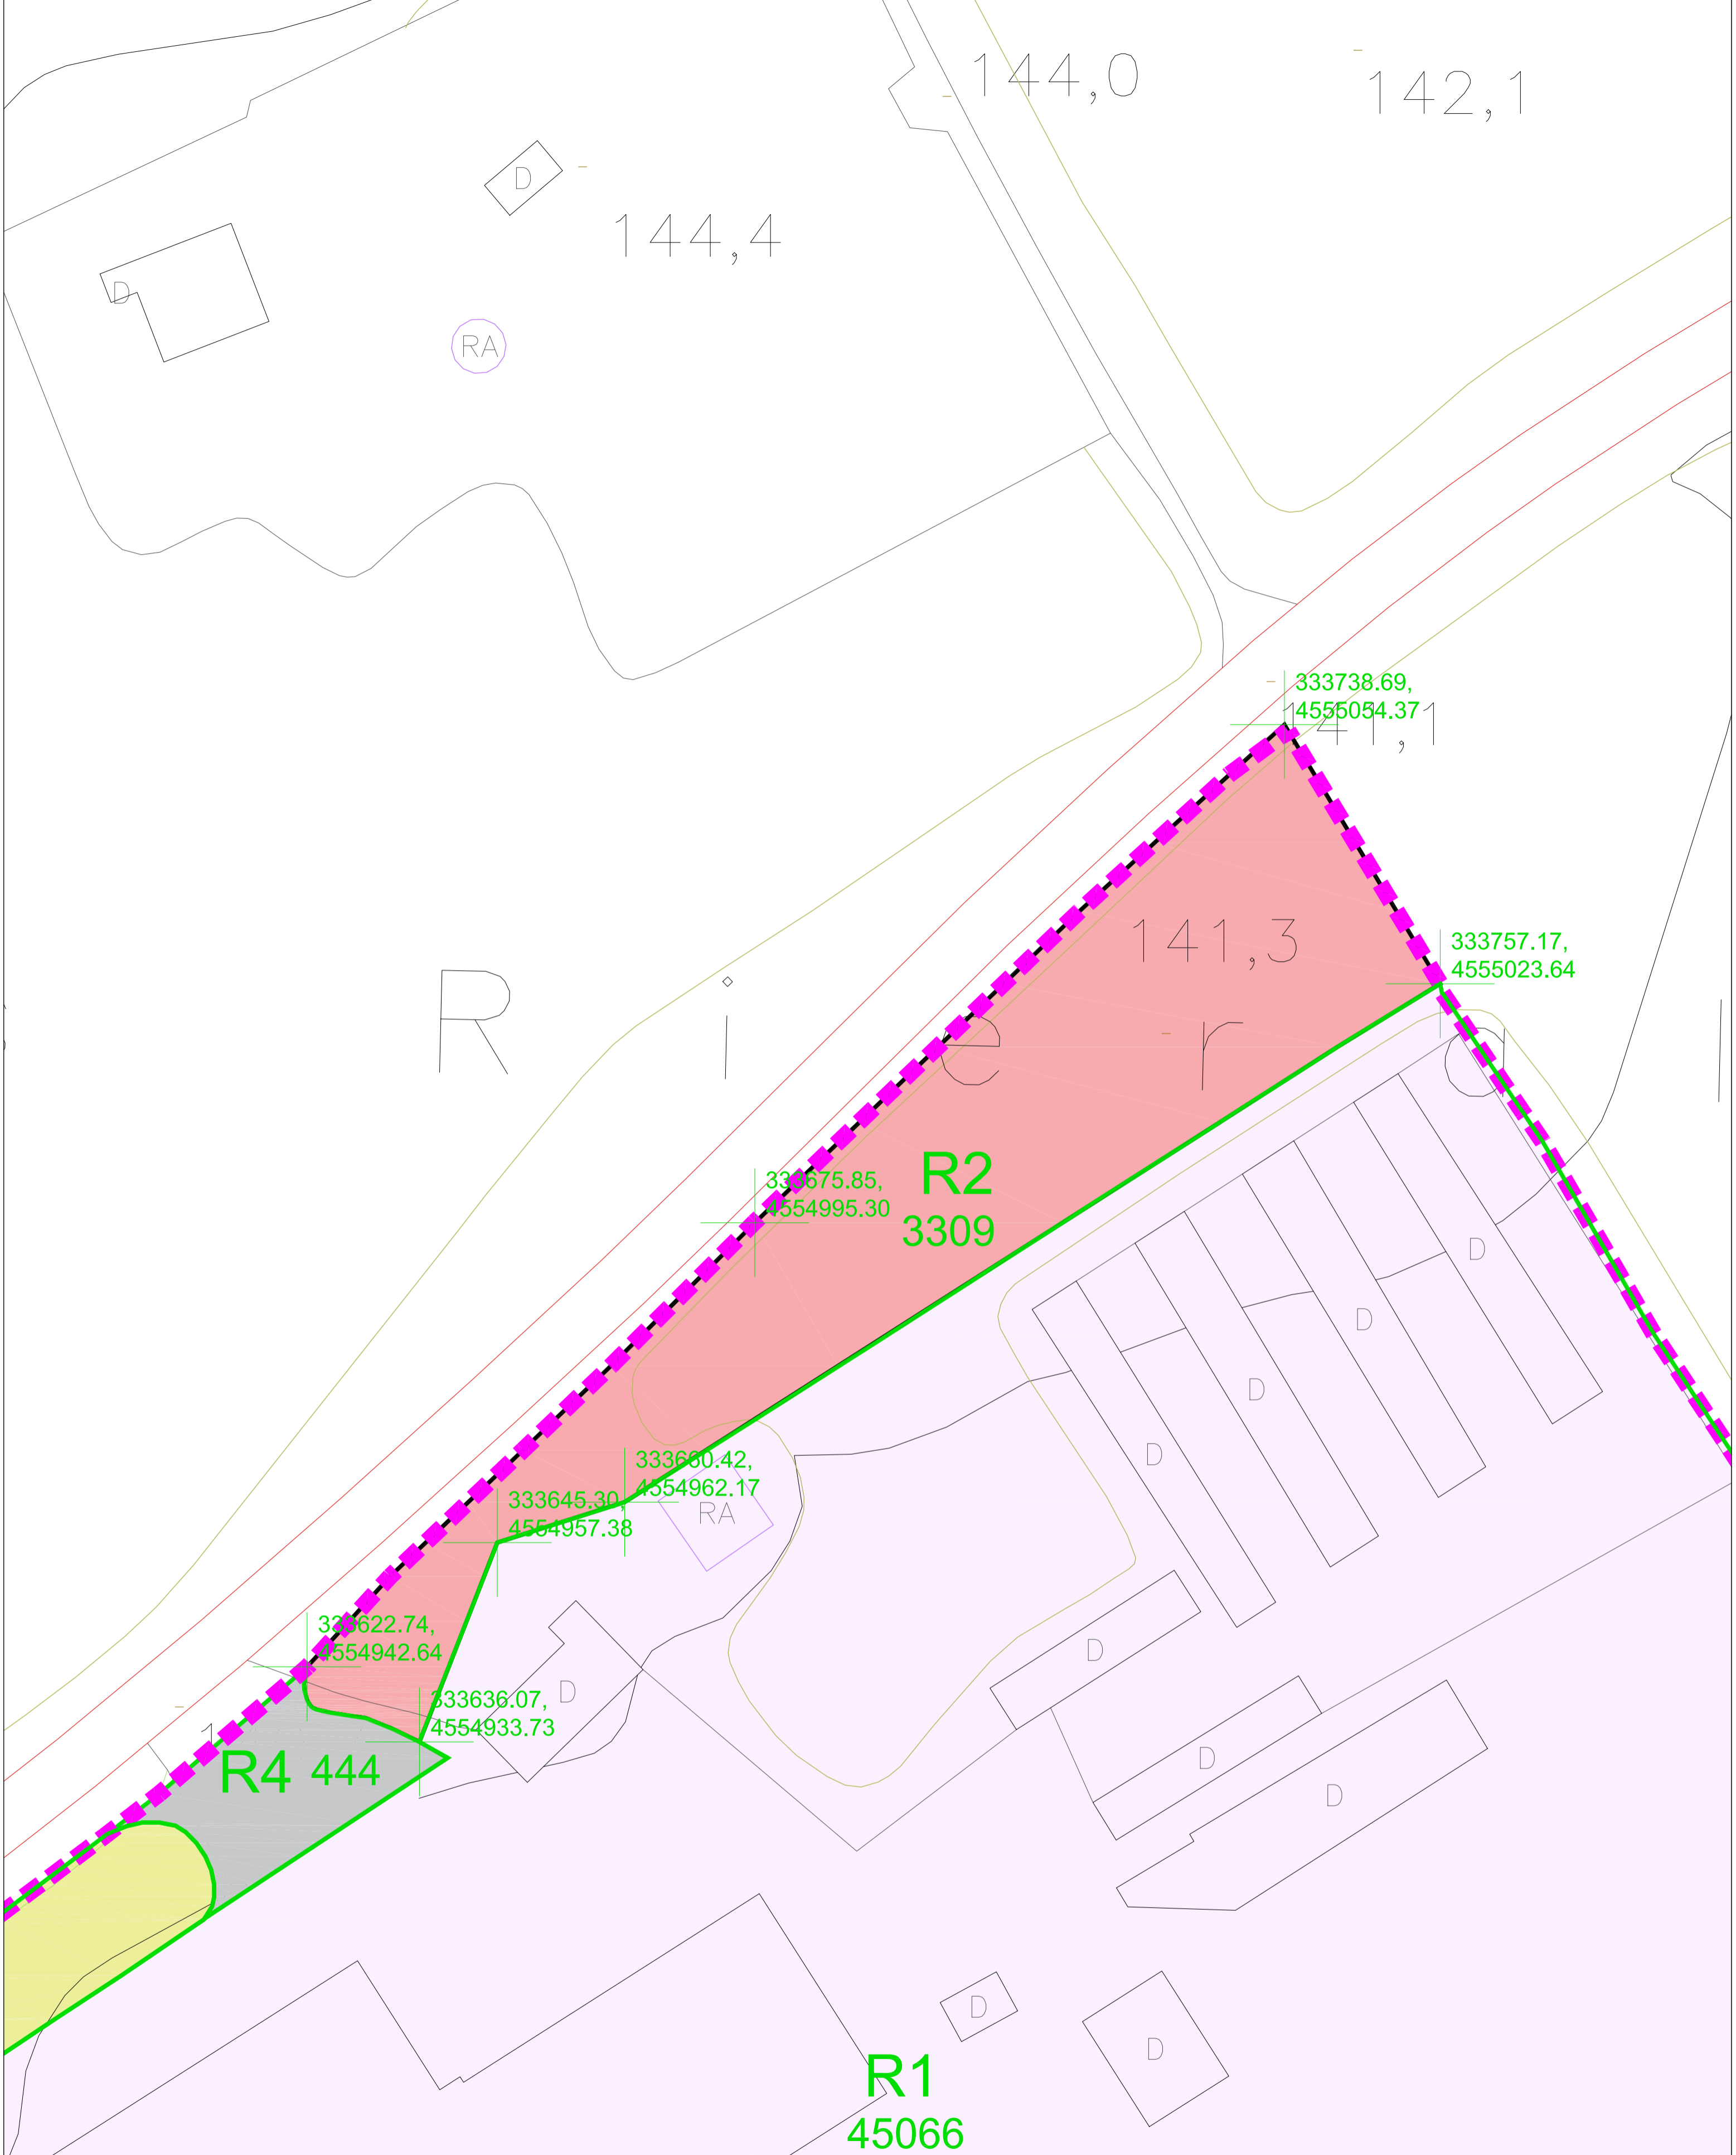 144,0
142,1
D
144,4
D
RA
333738.69,
4555054.37
141,1
141,3
333757.17,
4555023.64
R i e r a l
R2
3309
333675.85,
4554995.30
D
D
D
D
333660.42,
4554962.17
333645.30,
4554957.38
RA
333622.74,
4554942.64
D
D
333636.07,
4554933.73
1
R4 444
D
D
D
D
R1
45066